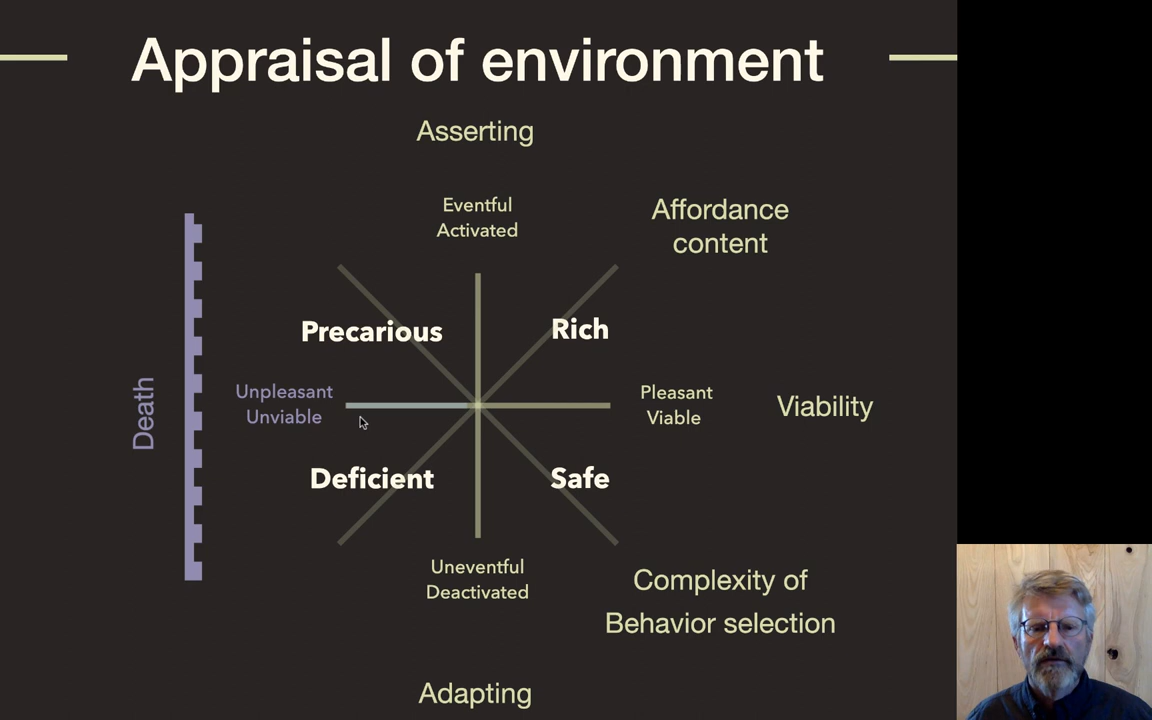 Appraisal of environment
Asserting
Eventful
Activated
Affordance
content
Precarious
Rich
Unpleasant
Unviable
Pleasant
Viable
Viability
Death
Deficient
Safe
Uneventful
Deactivated
Complexity of
Behavior selection
Adapting